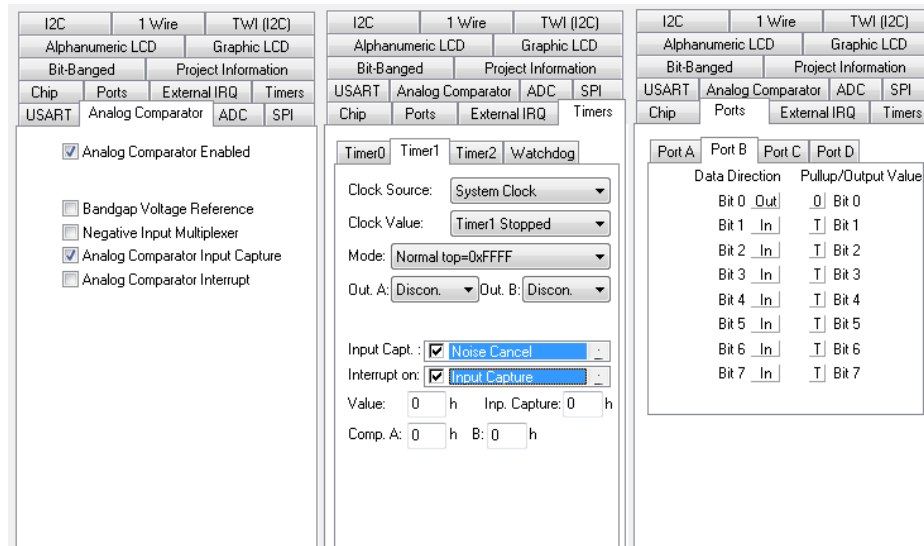 I2C 1 Wire TWI (I2C)
Alphanumeric LCD Graphic LCD
Bit-Banged Project Information
Chip Ports External IRQ Timers
USART Analog Comparator ADC SPI
Analog Comparator Enabled
Bandgap Voltage Reference
Negative Input Multiplexer
Analog Comparator Input Capture
Analog Comparator Interrupt
I2C 1 Wire TWI (I2C)
Alphanumeric LCD Graphic LCD
Bit-Banged Project Information
USART Analog Comparator ADC SPI
Chip Ports External IRQ Timers
Timer0 Timer1 Timer2 Watchdog
Clock Source: System Clock
Clock Value: Timer1 Stopped
Mode: Normal top=0xFFFF
Out. A: Discon. Out. B: Discon.
Input Capt. : Noise Cancel
Interrupt on: Input Capture
Value: 0 h Inp. Capture: 0 h
Comp. A: 0 h B: 0 h
I2C 1 Wire TWI (I2C)
Alphanumeric LCD Graphic LCD
Bit-Banged Project Information
USART Analog Comparator ADC SPI
Chip Ports External IRQ Timers
Port A Port B Port C Port D
Data Direction Pullup/Output Value
Bit 0 Out 0 Bit 0
Bit 1 In T Bit 1
Bit 2 In T Bit 2
Bit 3 In T Bit 3
Bit 4 In T Bit 4
Bit 5 In T Bit 5
Bit 6 In T Bit 6
Bit 7 In T Bit 7